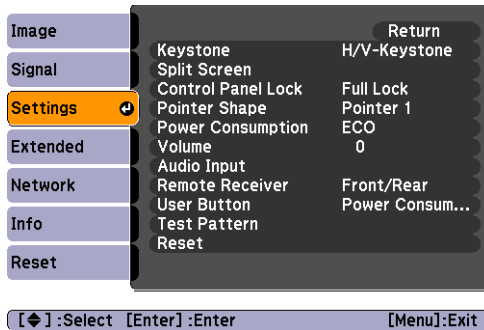 Image
Signal
Settings
Extended
Network
Info
Reset
Return
Keystone H/V-Keystone
Split Screen
Control Panel Lock Full Lock
Pointer Shape Pointer 1
Power Consumption ECO
Volume 0
Audio Input
Remote Receiver Front/Rear
User Button Power Consum...
Test Pattern
Reset
[◆] :Select [Enter] :Enter [Menu]:Exit